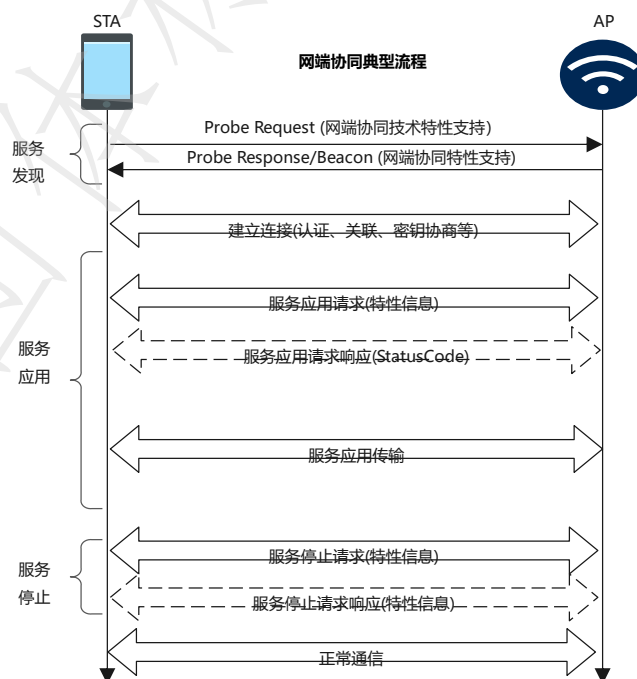 STA
AP
网端协同典型流程
Probe Request (网端协同技术特性支持)
Probe Response/Beacon (网端协同特性支持)
服务
发现
建立连接(认证、关联、密钥协商等)
服务应用请求(特性信息)
服务应用请求响应(StatusCode)
服务
应用
服务应用传输
服务停止请求(特性信息)
服务
停止
服务停止请求响应(特性信息)
正常通信